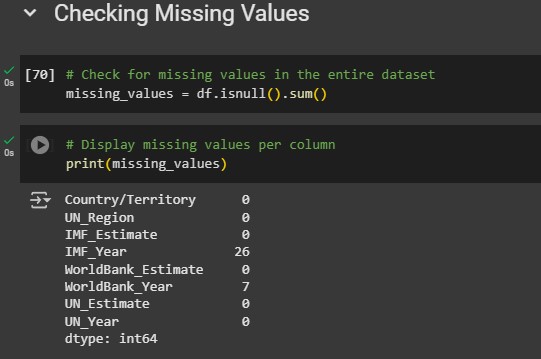 Checking Missing Values
[70] # Check for missing values in the entire dataset
missing_values = df.isnull().sum()
0s
# Display missing values per column
0s
print(missing_values)
Country/Territory 0
UN_Region 0
IMF_Estimate 0
IMF_Year 26
WorldBank_Estimate 0
WorldBank_Year 7
UN_Estimate 0
UN_Year 0
dtype: int64